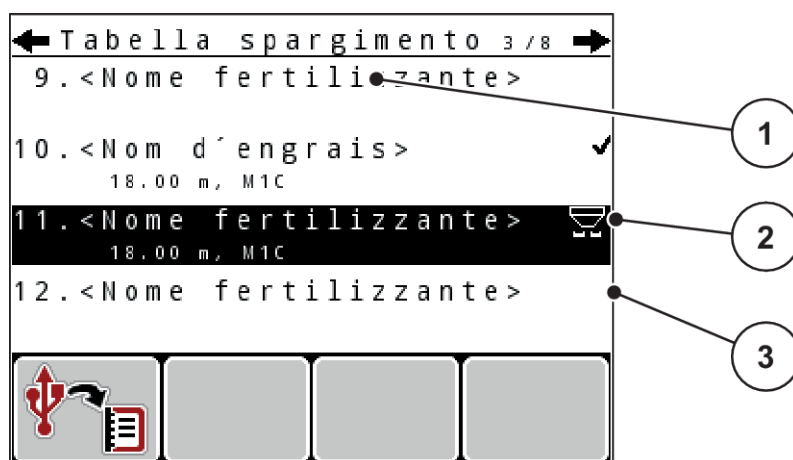 Tabella spargimento 3/8
9.<Nome fertilizzante>
1
10.<Nom d´engrais>
18.00 m, M1C
11.<Nome fertilizzante>
2
18.00 m, M1C
12.<Nome fertilizzante>
3